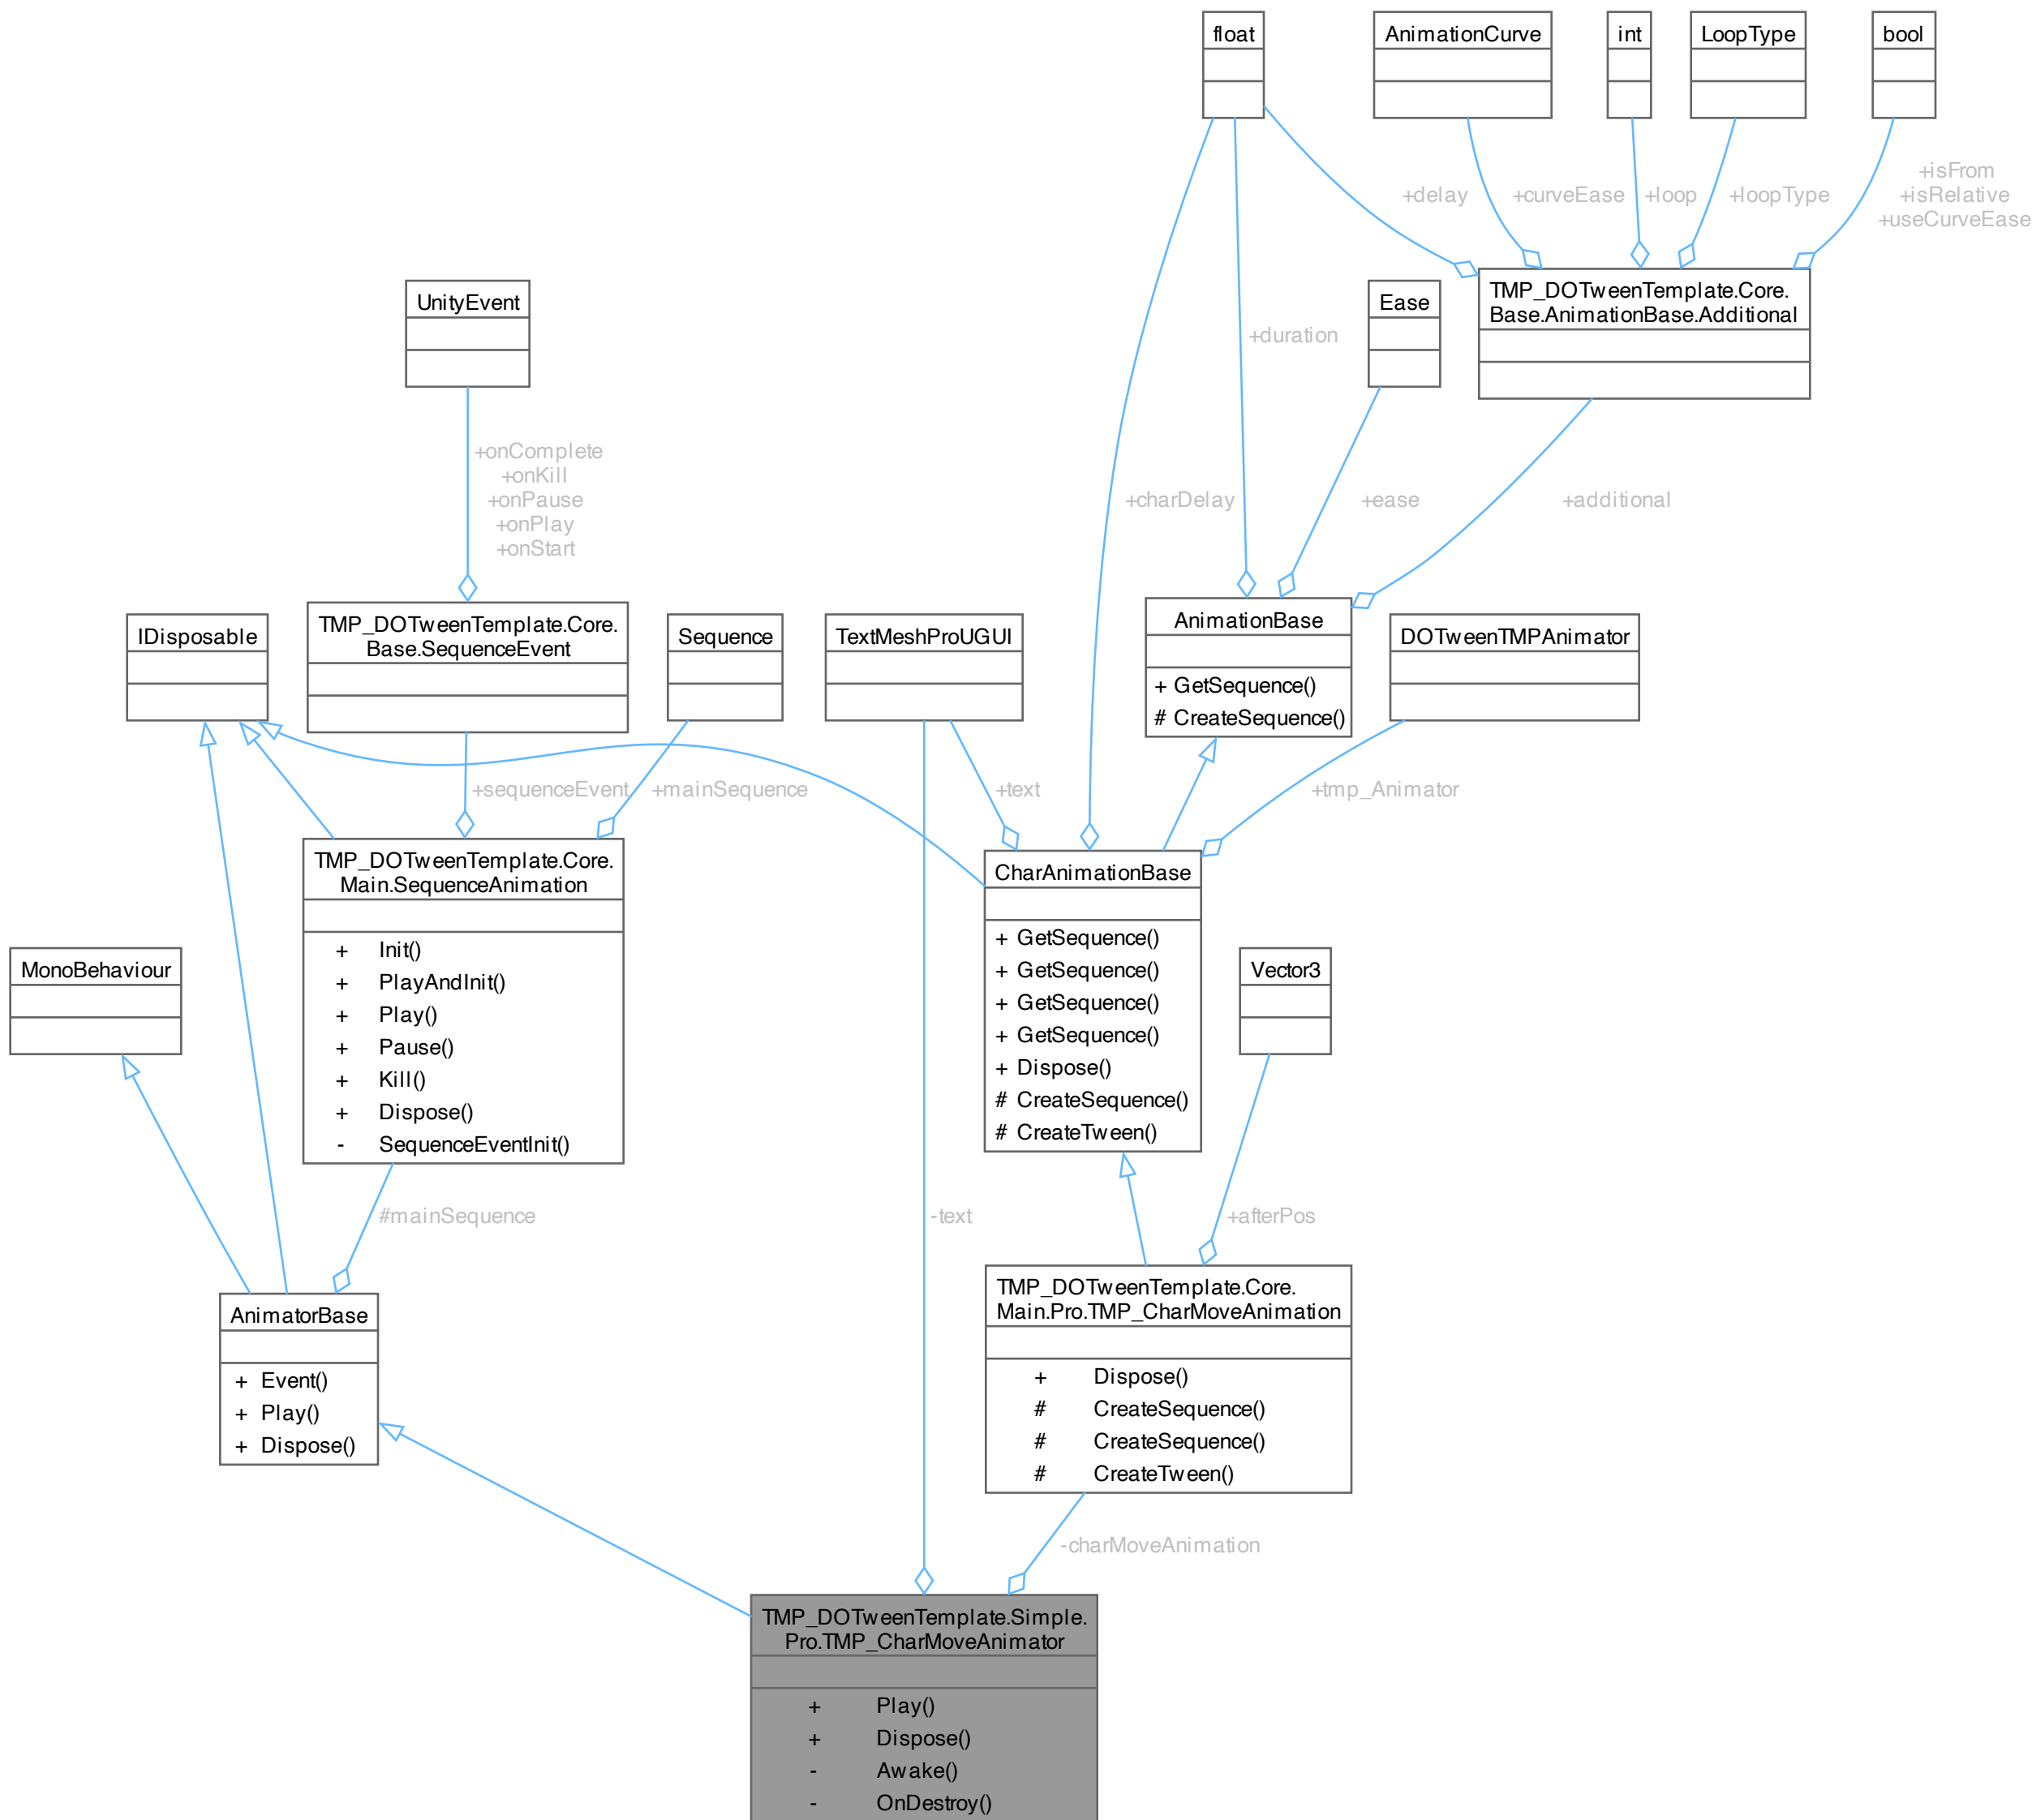 float
AnimationCurve
int
LoopType
bool
+delay
+curveEase
+loop
+loopType
+isFrom
+isRelative
+useCurveEase
UnityEvent
Ease
TMP_DOTweenTemplate.Core.
Base.AnimationBase.Additional
+duration
+onComplete
+onKill
+onPause
+onPlay
+onStart
+charDelay
+ease
+additional
IDisposable
TMP_DOTweenTemplate.Core.
Base.SequenceEvent
Sequence
TextMeshProUGUI
AnimationBase
+ GetSequence()
# CreateSequence()
DOTweenTMPAnimator
+sequenceEvent
+mainSequence
+text
+tmp_Animator
TMP_DOTweenTemplate.Core.
Main.SequenceAnimation
+ Init()
+ PlayAndInit()
+ Play()
+ Pause()
+ Kill()
+ Dispose()
- SequenceEventInit()
CharAnimationBase
+ GetSequence()
+ GetSequence()
+ GetSequence()
+ GetSequence()
+ Dispose()
# CreateSequence()
# CreateTween()
MonoBehaviour
Vector3
#mainSequence
-text
+afterPos
AnimatorBase
+ Event()
+ Play()
+ Dispose()
TMP_DOTweenTemplate.Core.
Main.Pro.TMP_CharMoveAnimation
+ Dispose()
# CreateSequence()
# CreateSequence()
# CreateTween()
-charMoveAnimation
TMP_DOTweenTemplate.Simple.
Pro.TMP_CharMoveAnimator
+ Play()
+ Dispose()
- Awake()
- OnDestroy()